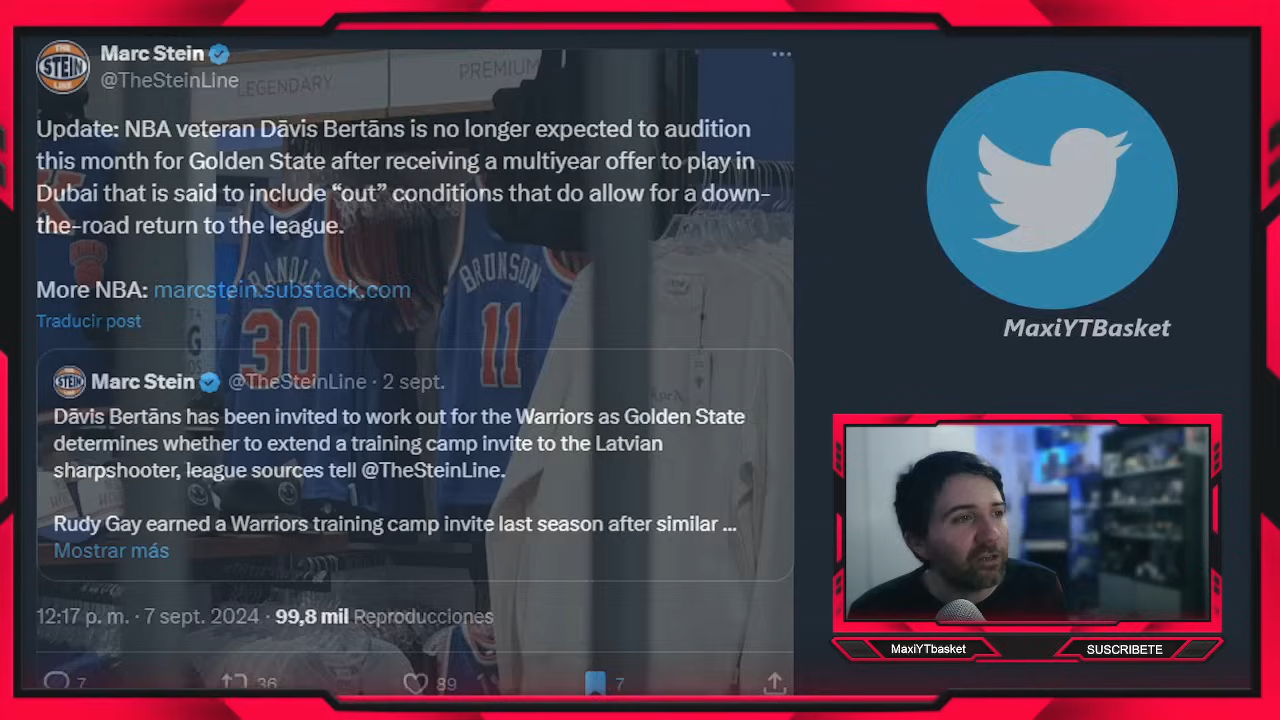 Marc Stein
@TheSteinLine
LEGENDARY
PREMIUM
THE
STEIN
LINE
Update: NBA veteran Dāvis Bertāns is no longer expected to audition
this month for Golden State after receiving a multiyear offer to play in
Dubai that is said to include “out” conditions that do allow for a down-
the-road return to the league.
RANDLE
30
BRUNSON
11
More NBA: marcstein.substack.com
Traducir post
STEIN
Marc Stein @TheSteinLine · 2 sept.
Dāvis Bertāns has been invited to work out for the Warriors as Golden State
determines whether to extend a training camp invite to the Latvian
sharpshooter, league sources tell @TheSteinLine.
Rudy Gay earned a Warriors training camp invite last season after similar ...
Mostrar más
12:17 p. m. · 7 sept. 2024 · 99,8 mil Reproducciones
7
36
89
7
MaxiYTBasket
MaxiYTbasket
SUSCRIBETE